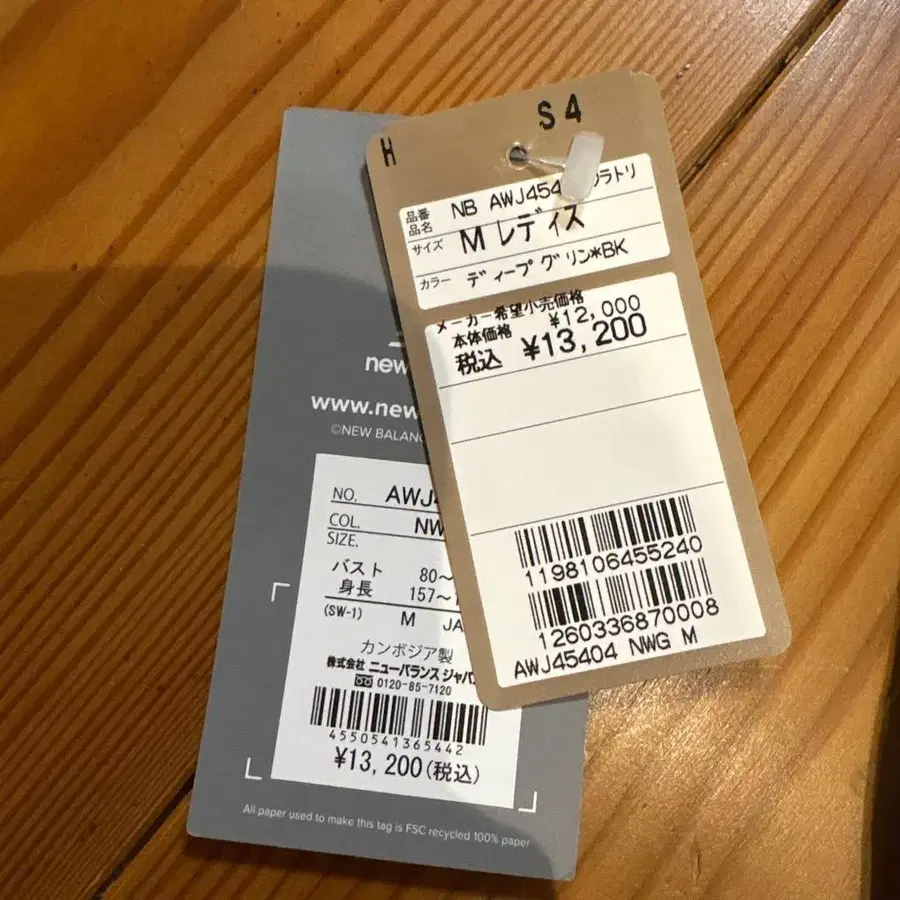 S4
H
品番
品名
NB AWJ454 ラトリ
サイズ M レディス
カラー ディープグリン*BK
メーカー希望小売価格
本体価格 ¥12,000
税込 ¥13,200
1198106455240
1260336870008
AWJ45404 NWG M
new
www.new
©NEW BALANC
NO. AWJ4
COL. NW
SIZE.
バスト 80~
身長 157~1
(SW-1) M JA
カンボジア製
株式会社 ニューバランス ジャパン
0120-85-7120
4550541365442
¥13,200(税込)
All paper used to make this tag is FSC recycled 100% paper